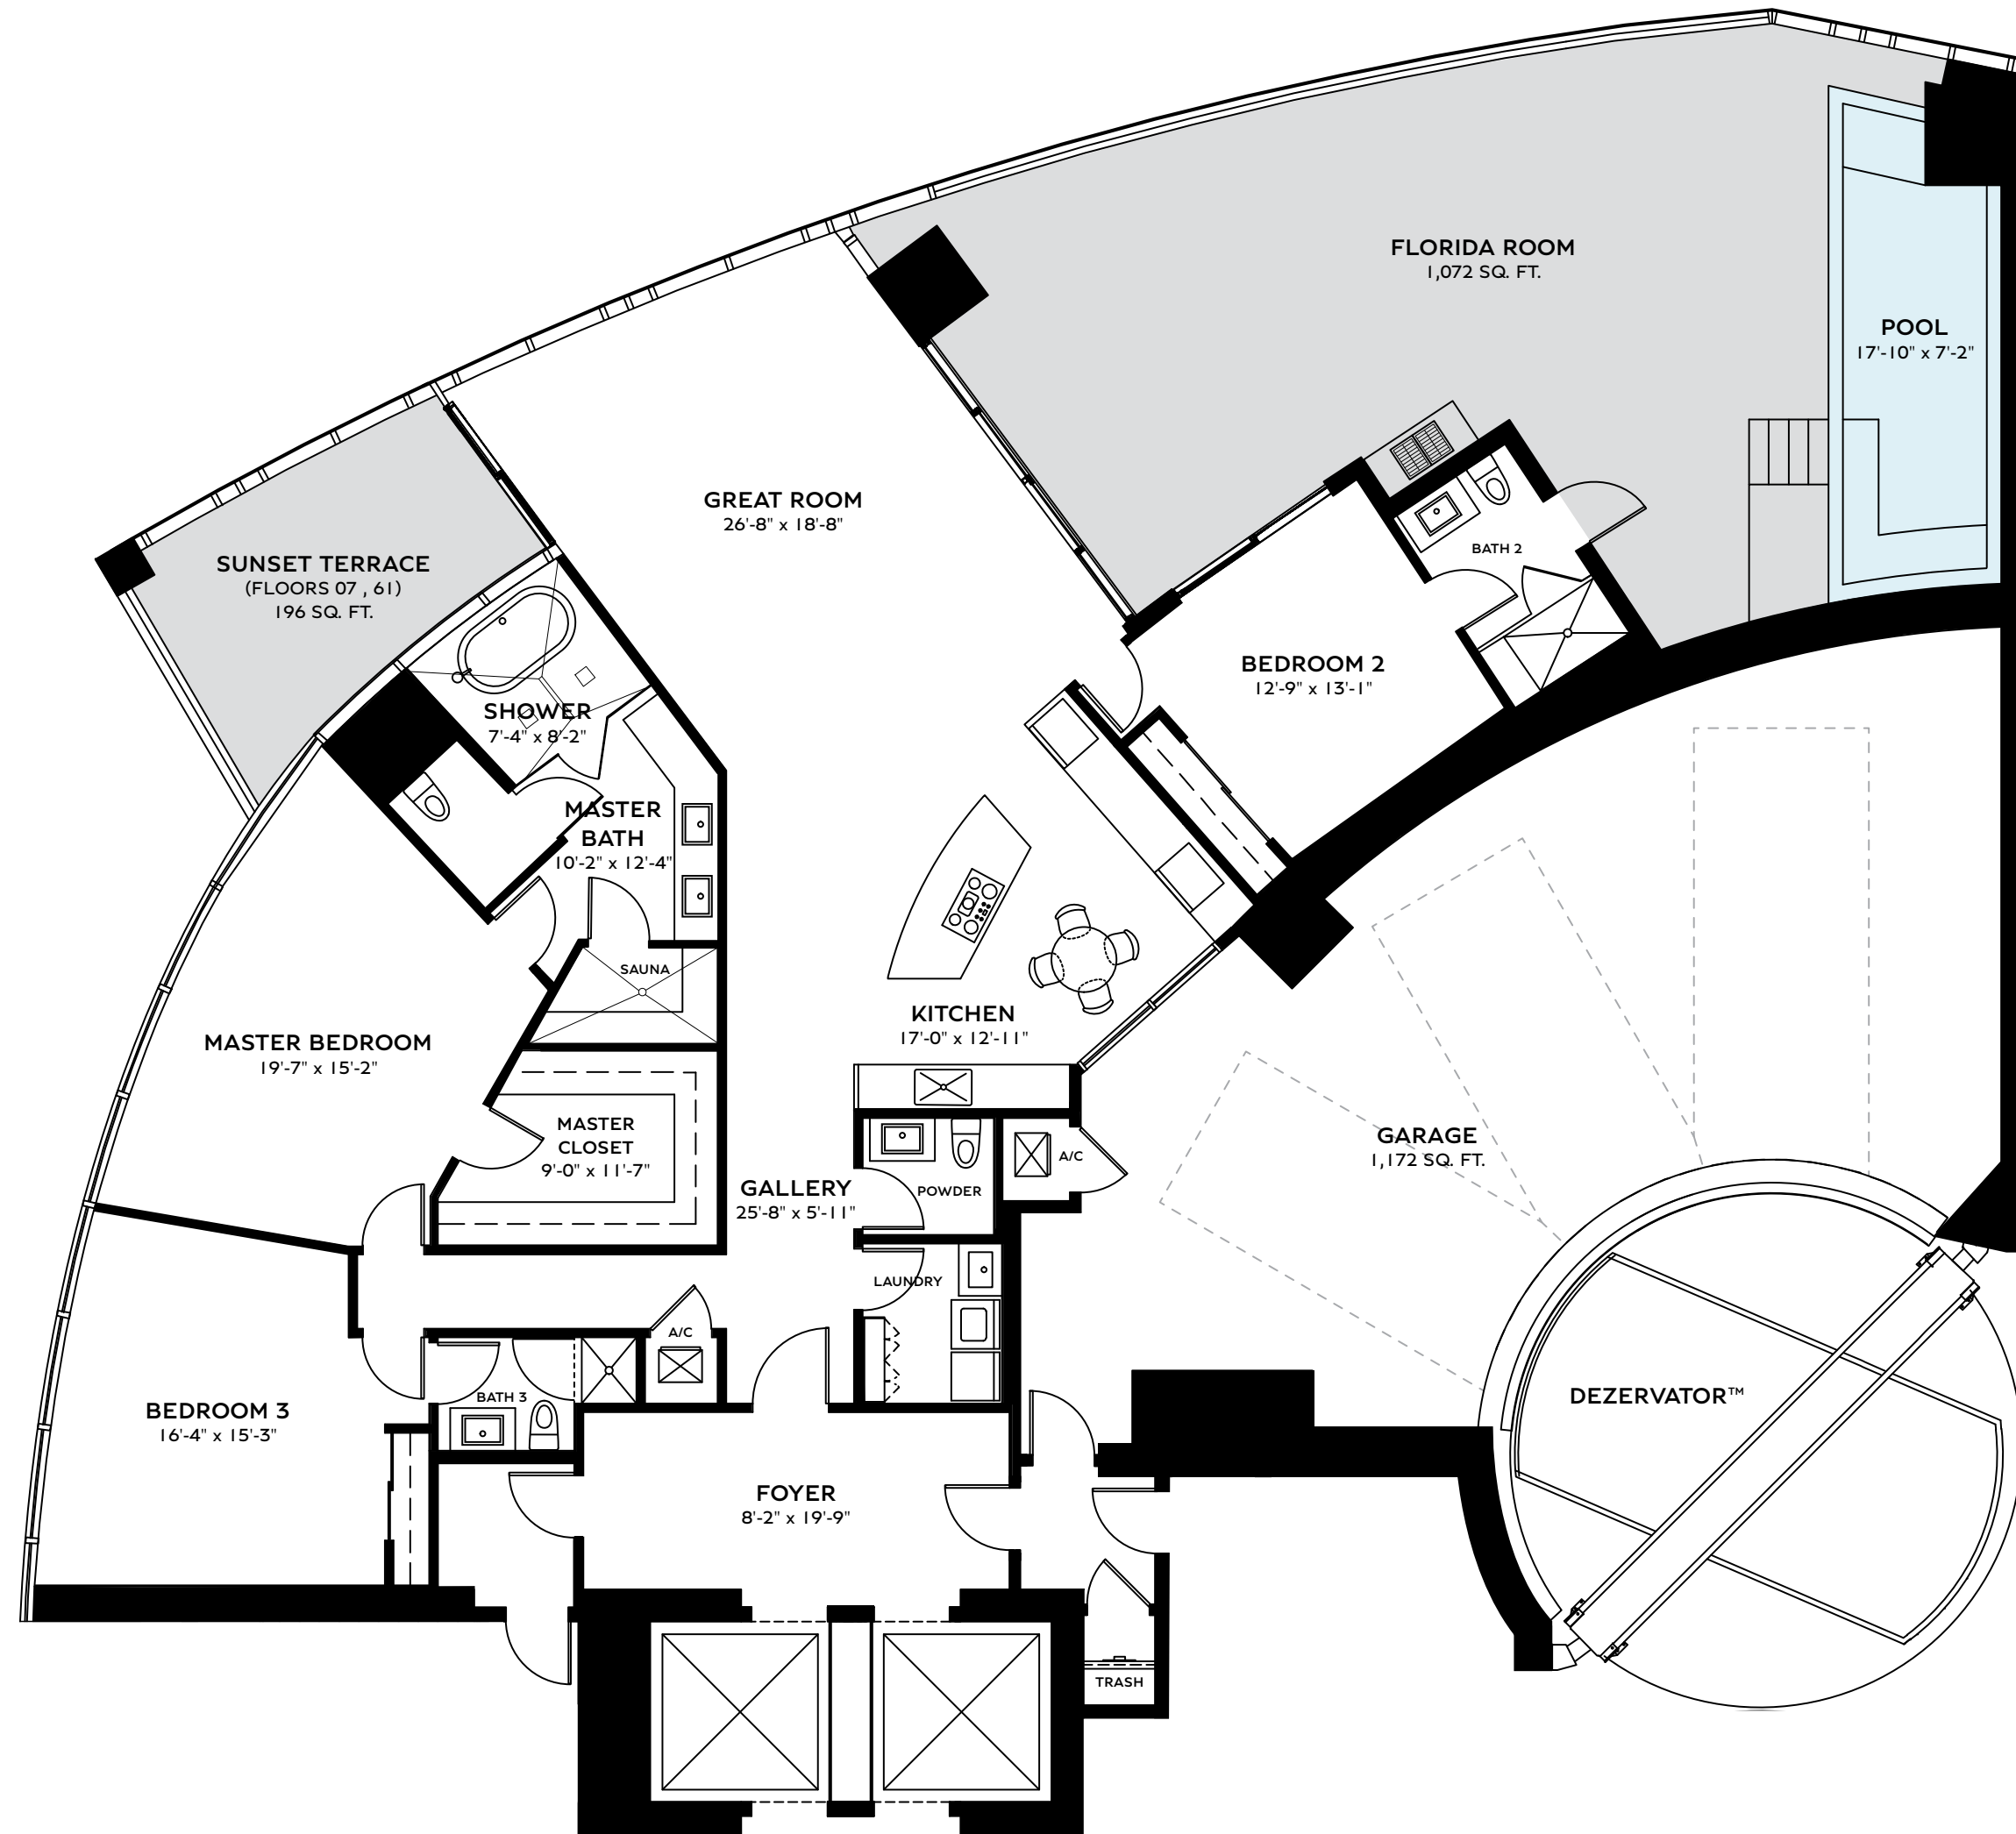 FLORIDA ROOM
1,072 SQ. FT.
POOL
17'-10" x 7'-2"
GREAT ROOM
26'-8" x 18'-8"
SUNSET TERRACE
(FLOORS 07 , 61)
196 SQ. FT.
BATH 2
BEDROOM 2
12'-9" x 13'-1"
SHOWER
7'-4" x 8'-2"
MASTER
BATH
10'-2" x 12'-4"
SAUNA
KITCHEN
17'-0" x 12'-11"
MASTER BEDROOM
19'-7" x 15'-2"
MASTER
CLOSET
9'-0" x 11'-7"
GALLERY
25'-8" x 5'-11"
POWDER
A/C
GARAGE
1,172 SQ. FT.
LAUNDRY
A/C
BATH 3
BEDROOM 3
16'-4" x 15'-3"
DEZERVATOR™
FOYER
8'-2" x 19'-9"
TRASH